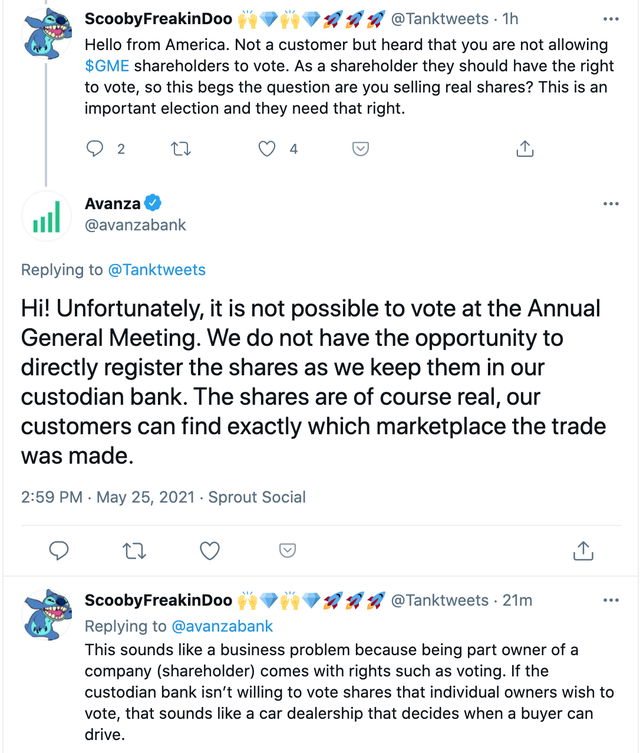 ScoobyFreakinDoo 🙌💎🙌💎🚀🚀🚀 @Tanktweets · 1h
Hello from America. Not a customer but heard that you are not allowing
$GME shareholders to vote. As a shareholder they should have the right
to vote, so this begs the question are you selling real shares? This is an
important election and they need that right.
2 4
Avanza
@avanzabank
Replying to @Tanktweets
Hi! Unfortunately, it is not possible to vote at the Annual
General Meeting. We do not have the opportunity to
directly register the shares as we keep them in our
custodian bank. The shares are of course real, our
customers can find exactly which marketplace the trade
was made.
2:59 PM · May 25, 2021 · Sprout Social
ScoobyFreakinDoo 🙌💎🙌💎🚀🚀🚀 @Tanktweets · 21m
Replying to @avanzabank
This sounds like a business problem because being part owner of a
company (shareholder) comes with rights such as voting. If the
custodian bank isn’t willing to vote shares that individual owners wish to
vote, that sounds like a car dealership that decides when a buyer can
drive.